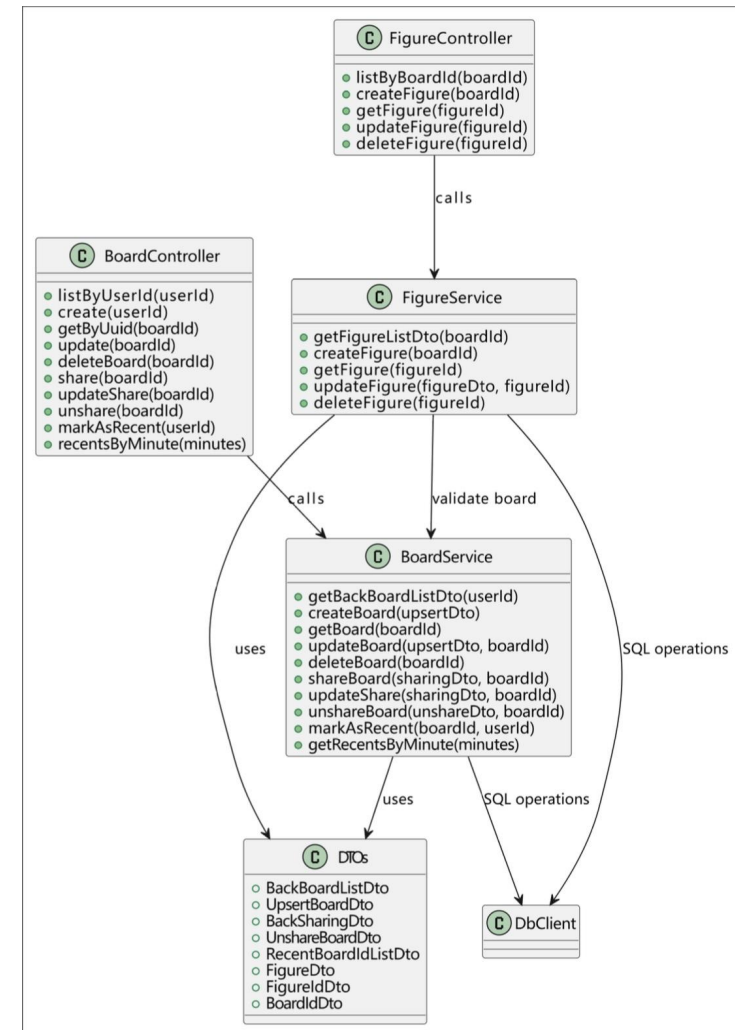 C FigureController
listByBoardId(boardId)
createFigure(boardId)
getFigure(figureId)
updateFigure(figureId)
deleteFigure(figureId)
calls
C BoardController
listByUserId(userId)
create(userId)
getByUuid(boardId)
update(boardId)
deleteBoard(boardId)
share(boardId)
updateShare(boardId)
unshare(boardId)
markAsRecent(userId)
recentsByMinute(minutes)
C FigureService
getFigureListDto(boardId)
createFigure(boardId)
getFigure(figureId)
updateFigure(figureDto, figureId)
deleteFigure(figureId)
calls
validate board
uses
SQL operations
C BoardService
getBackBoardListDto(userId)
createBoard(upsertDto)
getBoard(boardId)
updateBoard(upsertDto, boardId)
deleteBoard(boardId)
shareBoard(sharingDto, boardId)
updateShare(sharingDto, boardId)
unshareBoard(unshareDto, boardId)
markAsRecent(boardId, userId)
getRecentsByMinute(minutes)
uses
SQL operations
C DTOs
BackBoardListDto
UpsertBoardDto
BackSharingDto
UnshareBoardDto
RecentBoardIdListDto
FigureDto
FigureIdDto
BoardIdDto
C DbClient